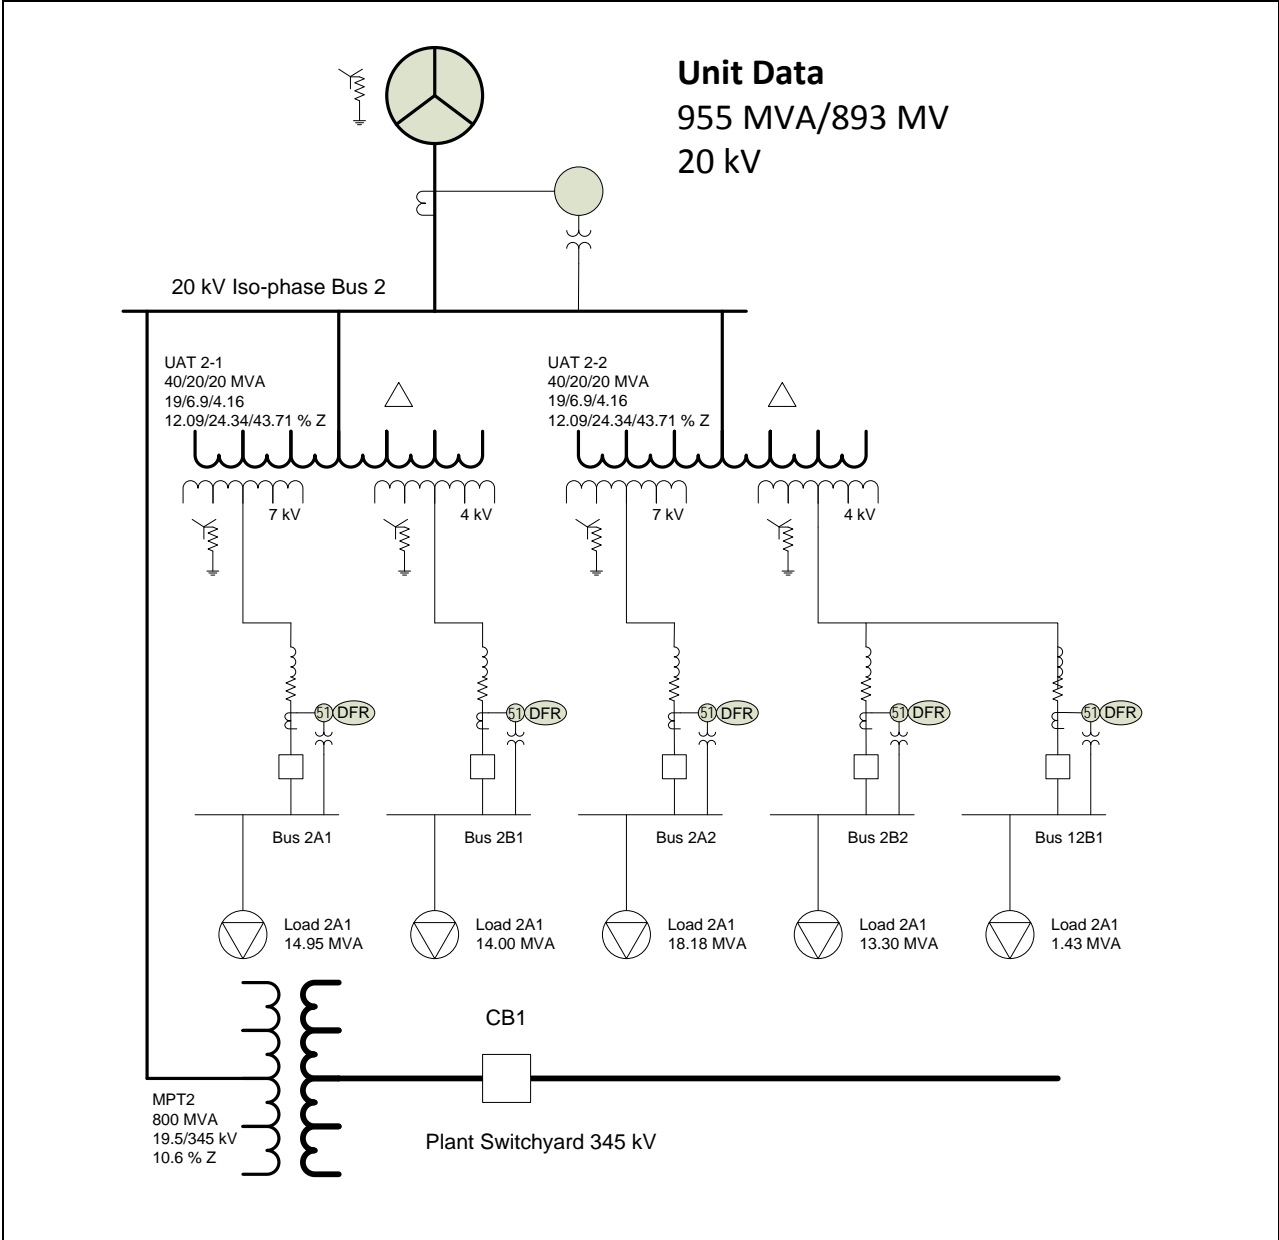 Unit Data
955 MVA/893 MV
20 kV
20 kV Iso-phase Bus 2
UAT 2-1
40/20/20 MVA
19/6.9/4.16
12.09/24.34/43.71 % Z
UAT 2-2
40/20/20 MVA
19/6.9/4.16
12.09/24.34/43.71 % Z
7 kV
4 kV
7 kV
4 kV
51 DFR
51 DFR
51 DFR
51 DFR
51 DFR
Bus 2A1
Bus 2B1
Bus 2A2
Bus 2B2
Bus 12B1
Load 2A1
14.95 MVA
Load 2A1
14.00 MVA
Load 2A1
18.18 MVA
Load 2A1
13.30 MVA
Load 2A1
1.43 MVA
CB1
MPT2
800 MVA
19.5/345 kV
10.6 % Z
Plant Switchyard 345 kV